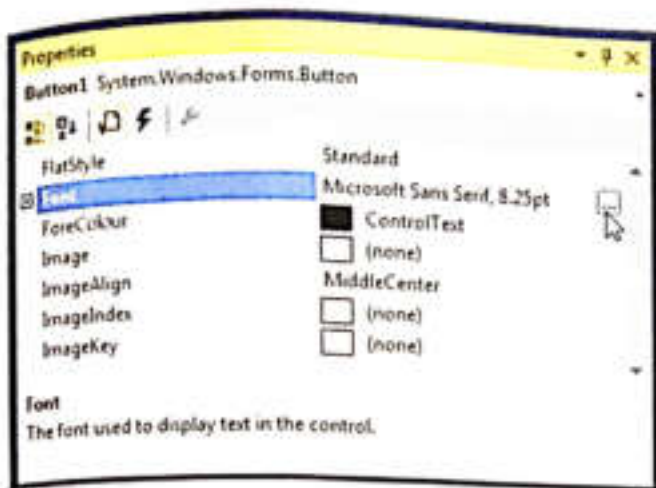 Properties
Button1 System.Windows.Forms.Button
FlatStyle Standard
Font Microsoft Sans Serif, 8.25pt ...
ForeColour ControlText
Image (none)
ImageAlign MiddleCenter
ImageIndex (none)
ImageKey (none)
Font
The font used to display text in the control.